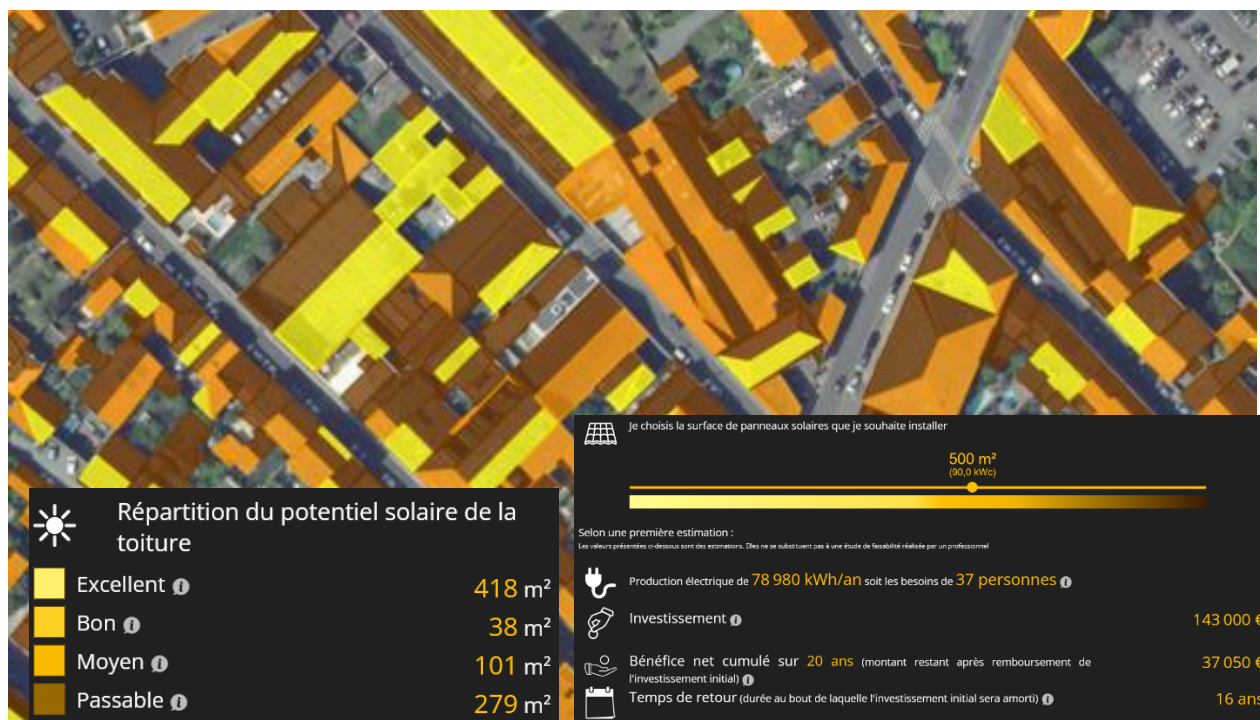 Répartition du potentiel solaire de la
toiture
Excellent
418 m²
Bon
38 m²
Moyen
101 m²
Passable
279 m²
Je choisis la surface de panneaux solaires que je souhaite installer
500 m²
(90,0 kWc)
Selon une première estimation :
Les valeurs présentées ci-dessous sont des estimations. Elles ne se substituent pas à une étude de faisabilité réalisée par un professionnel
Production électrique de 78 980 kWh/an soit les besoins de 37 personnes
Investissement
143 000 €
Bénéfice net cumulé sur 20 ans (montant restant après remboursement de
l'investissement initial)
37 050 €
Temps de retour (durée au bout de laquelle l'investissement initial sera amorti)
16 ans